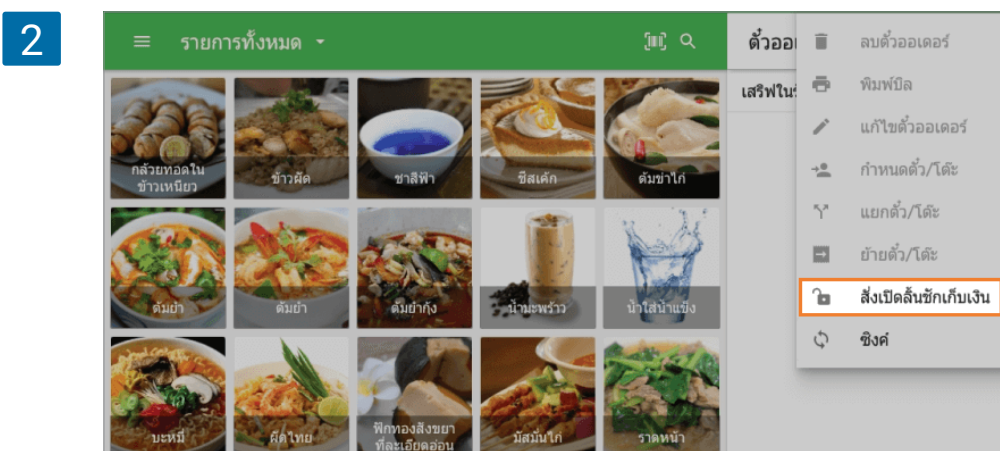 2
รายการทั้งหมด
ตั๋วออเ
เสริฟในร
กล้วยทอดใน
ข้าวเหนียว
ข้าวผัด
ชาสีฟ้า
ชีสเค้ก
ต้มข่าไก่
ต้มยำ
ต้มยำ
ต้มยำกุ้ง
น้ำมะพร้าว
น้ำใส่น้ำแข็ง
บะหมี่
ผัดไทย
ฟักทองสังขยา
ที่ละเอียดอ่อน
มัสมั่นไก่
ราดหน้า
ลบตั๋วออเดอร์
พิมพ์บิล
แก้ไขตั๋วออเดอร์
กำหนดตั๋ว/โต๊ะ
แยกตั๋ว/โต๊ะ
ย้ายตั๋ว/โต๊ะ
สั่งเปิดลิ้นชักเก็บเงิน
ซิงค์